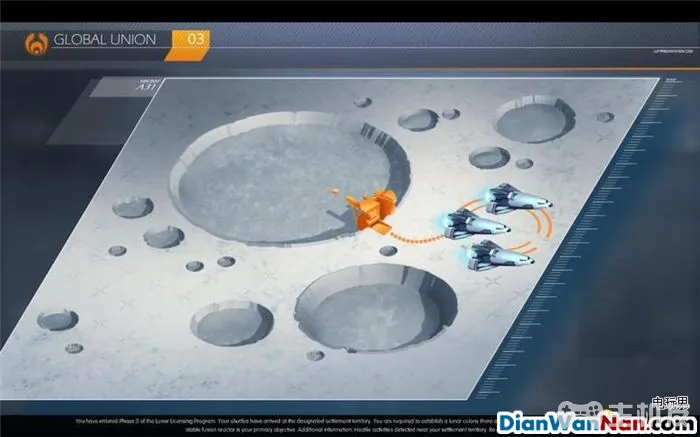 GLOBAL UNION
03
sector
A31
You have entered Phase 3 of the Lunar Licensing Program. Your shuttles have arrived at the designated settlement territory. You are required to establish a lunar colony there
stable fusion reactor is your primary objective. Additional information: Hostile activities detected near your settlement territory.
电玩男
DianWanNan.com